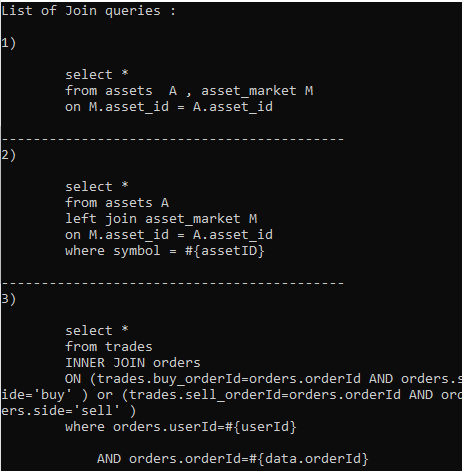 List of Join queries :
1)
select *
from assets  A , asset_market M
on M.asset_id = A.asset_id
-------------------------------------------
2)
select *
from assets A
left join asset_market M
on M.asset_id = A.asset_id
where symbol = #{assetID}
-------------------------------------------
3)
select *
from trades
INNER JOIN orders
ON (trades.buy_orderId=orders.orderId AND orders.s
ide='buy' ) or (trades.sell_orderId=orders.orderId AND ord
ers.side='sell' )
where orders.userId=#{userId}
AND orders.orderId=#{data.orderId}